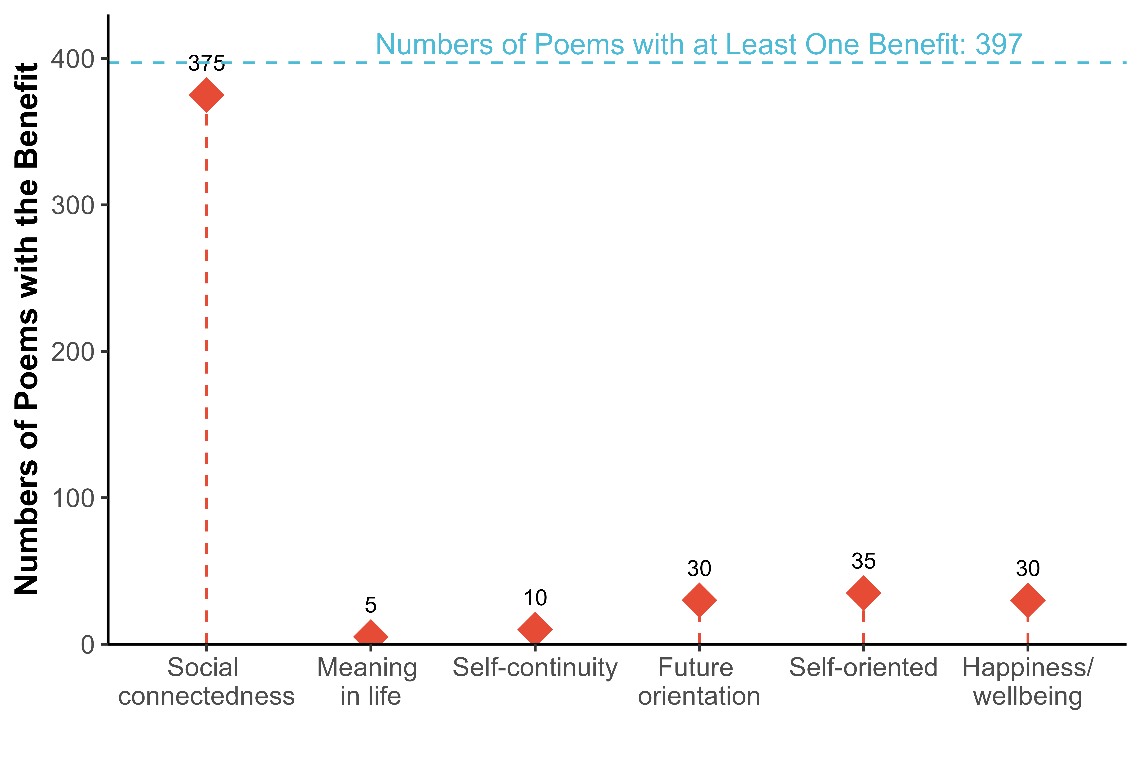 Numbers of Poems with the Benefit
400
300
200
100
0
Numbers of Poems with at Least One Benefit: 397
375
5
10
30
35
30
Social
connectedness
Meaning
in life
Self-continuity
Future
orientation
Self-oriented
Happiness/
wellbeing